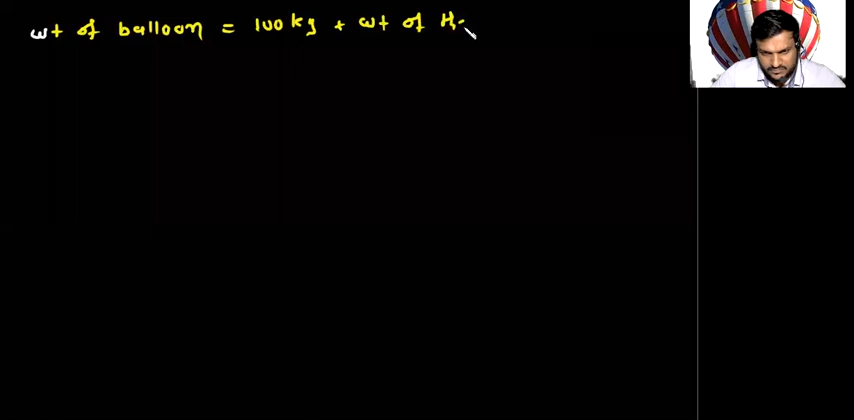 wt of balloon = 100 kg + wt of H